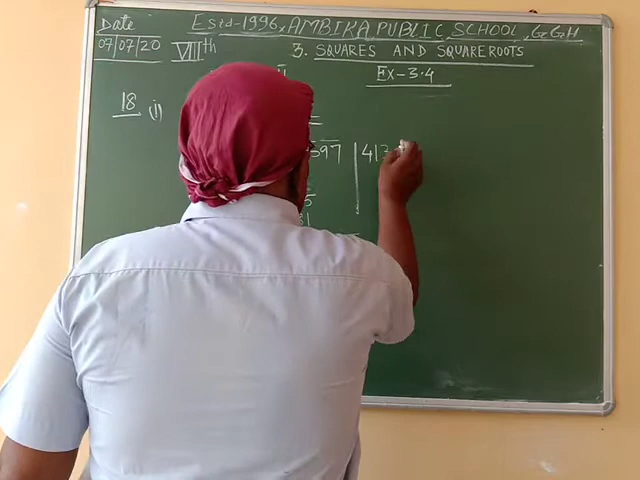 Date
Estd-1996, AMBIKA PUBLIC SCHOOL, G.G.H
07/07/20
VIIIth
3. SQUARES AND SQUARE ROOTS
EX-3.4
18
(i)
397
417